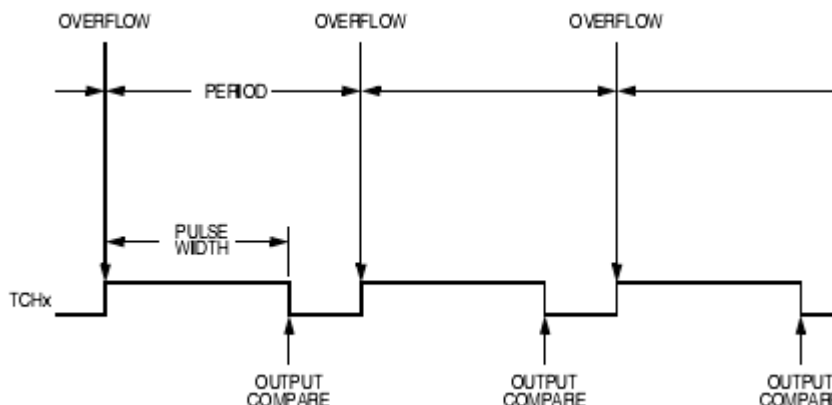 OVERFLOW OVERFLOW OVERFLOW
PERIOD
PULSE
WIDTH
TCHx
OUTPUT
COMPARE
OUTPUT
COMPARE
OUTPUT
COMPARE